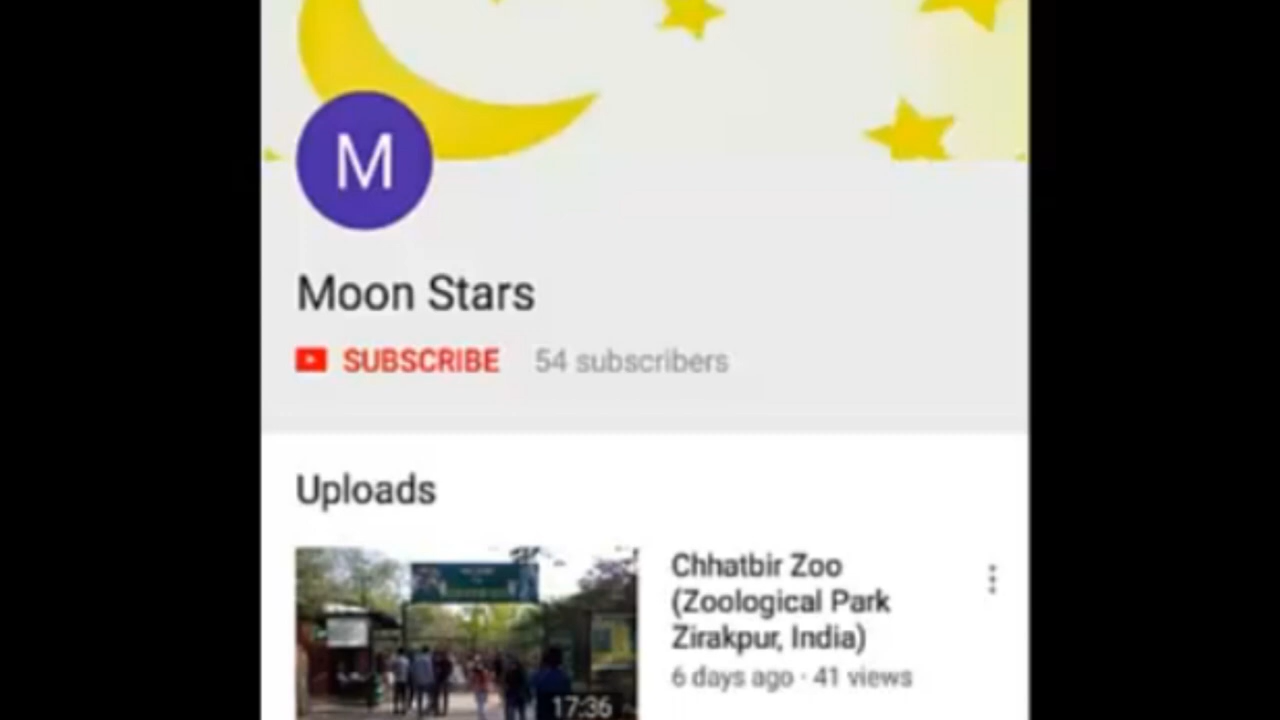 M
Moon Stars
SUBSCRIBE 54 subscribers
Uploads
Chhatbir Zoo
(Zoological Park
Zirakpur, India)
6 days ago · 41 views
17:36